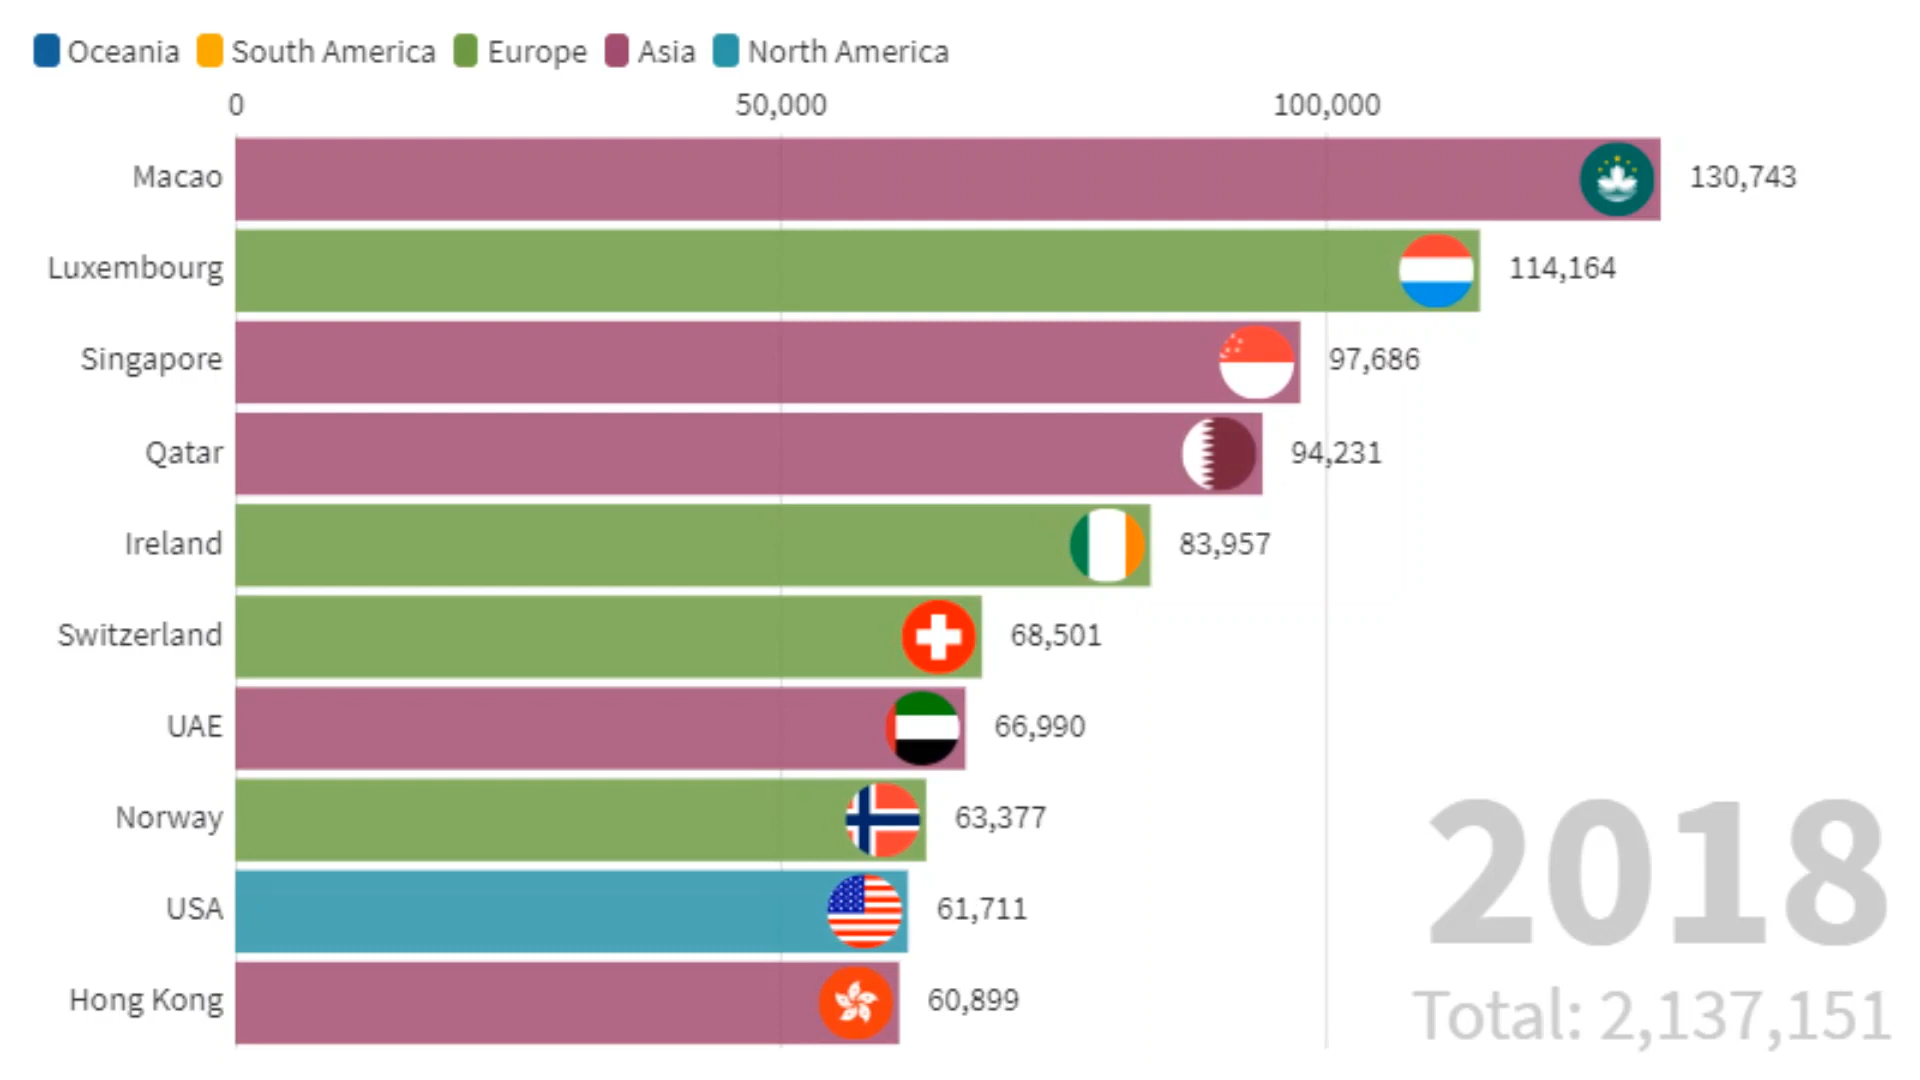 Oceania South America Europe Asia North America
0 50,000 100,000
Macao 130,743
Luxembourg 114,164
Singapore 97,686
Qatar 94,231
Ireland 83,957
Switzerland 68,501
UAE 66,990
Norway 63,377
USA 61,711
Hong Kong 60,899
2018
Total: 2,137,151